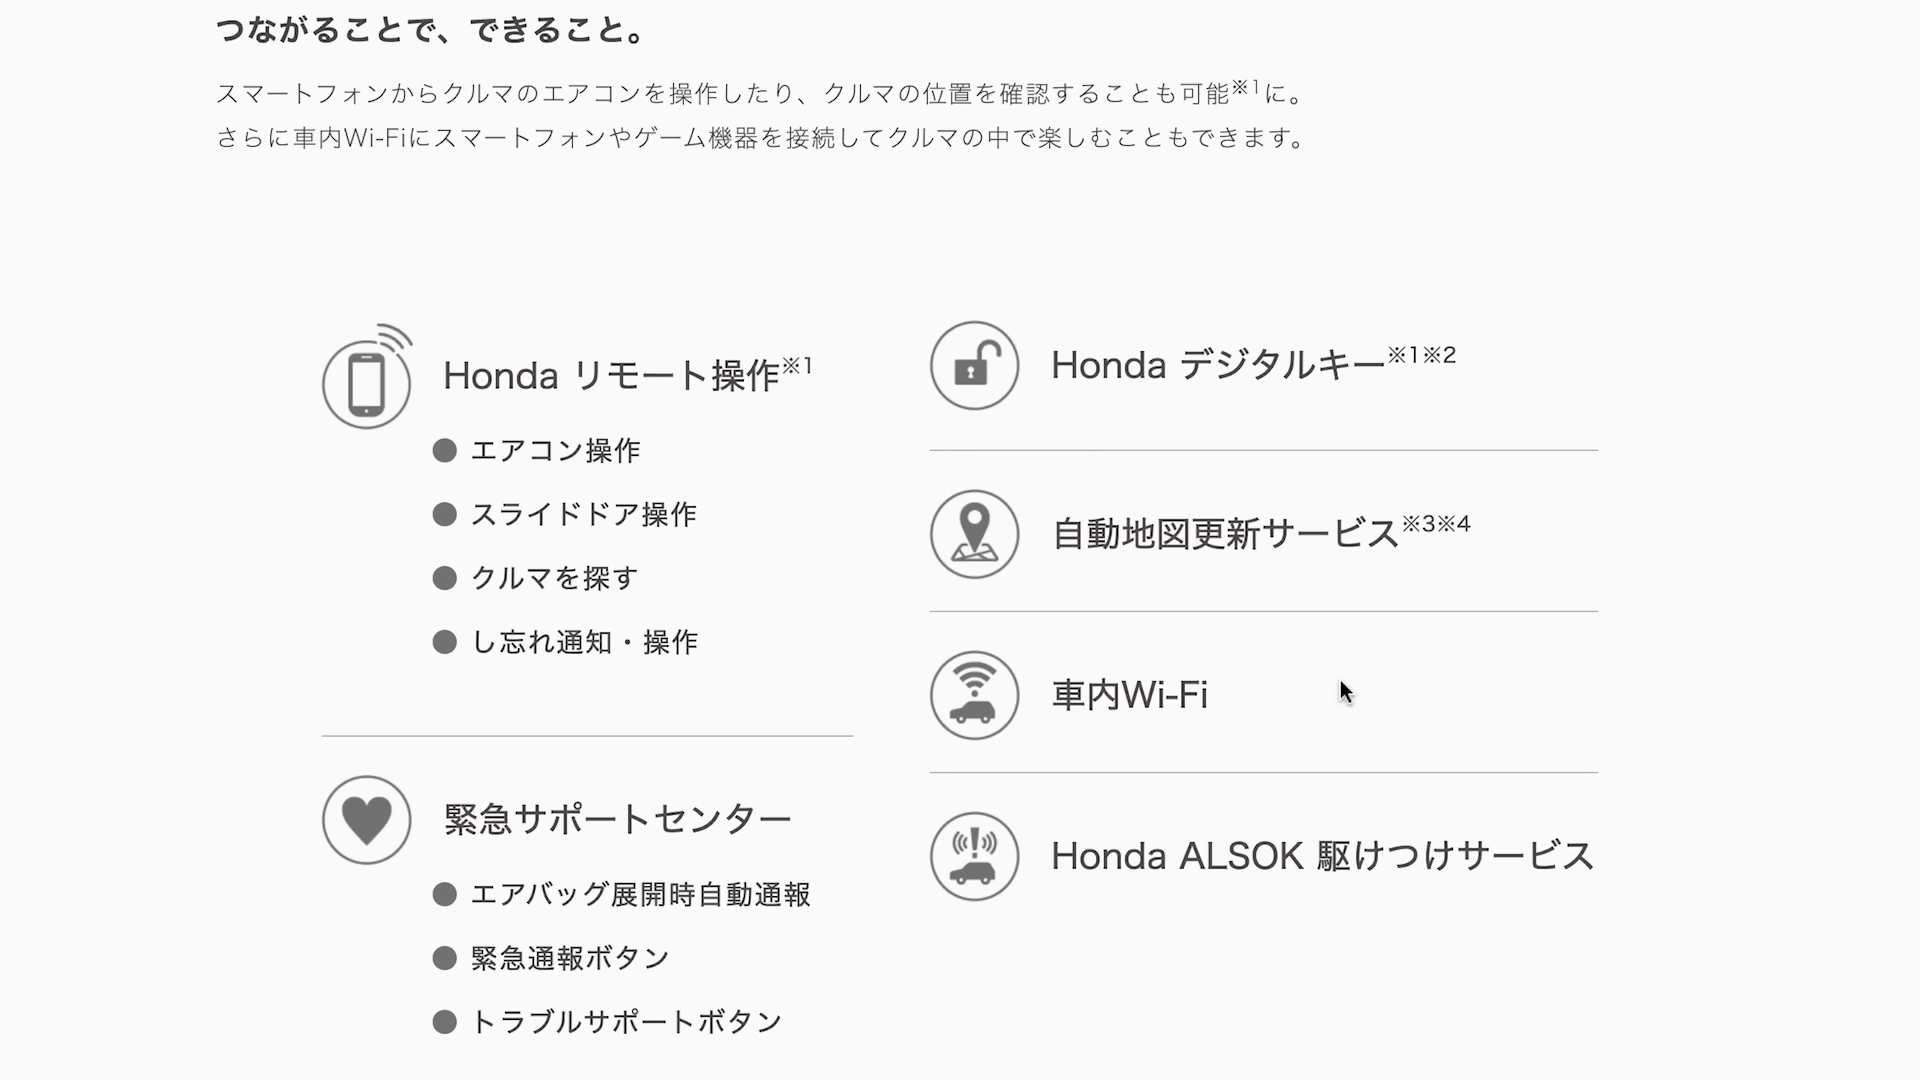 つながることで、できること。
スマートフォンからクルマのエアコンを操作したり、クルマの位置を確認することも可能※1に。
さらに車内Wi-Fiにスマートフォンやゲーム機器を接続してクルマの中で楽しむこともできます。
Honda リモート操作※1
● エアコン操作
● スライドドア操作
● クルマを探す
● し忘れ通知・操作
緊急サポートセンター
● エアバッグ展開時自動通報
● 緊急通報ボタン
● トラブルサポートボタン
Honda デジタルキー※1※2
自動地図更新サービス※3※4
車内Wi-Fi
Honda ALSOK 駆けつけサービス